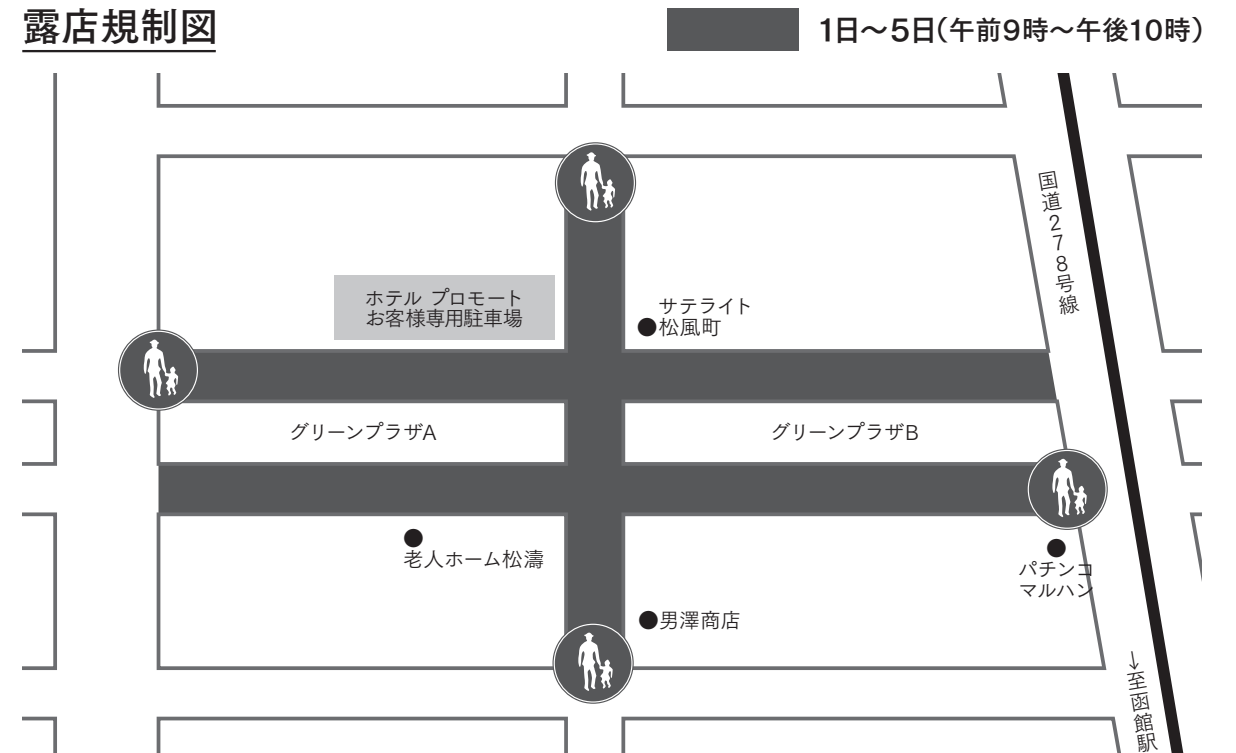 露店規制図
1日～5日(午前9時～午後10時)
国道278号線
ホテル プロモート
お客様専用駐車場
サテライト
松風町
グリーンプラザA
グリーンプラザB
老人ホーム松濤
パチンコ
マルハン
男澤商店
→至函館駅